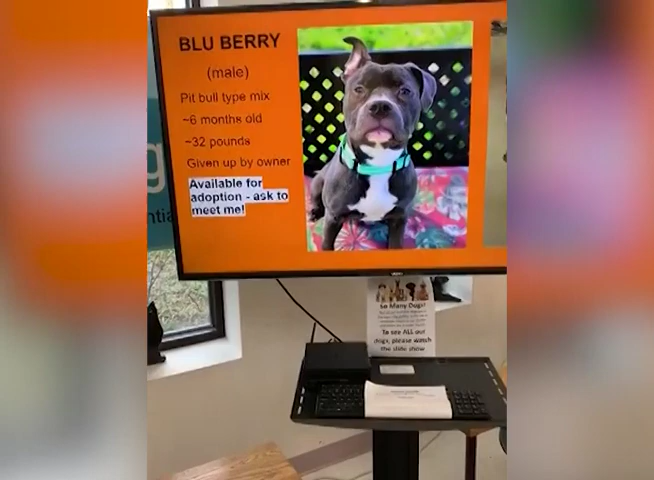 BLU BERRY
(male)
Pit bull type mix
~6 months old
~32 pounds
Given up by owner
Available for
adoption - ask to
meet me!
So Many Dogs!
To see ALL our
dogs, please watch
the slide show